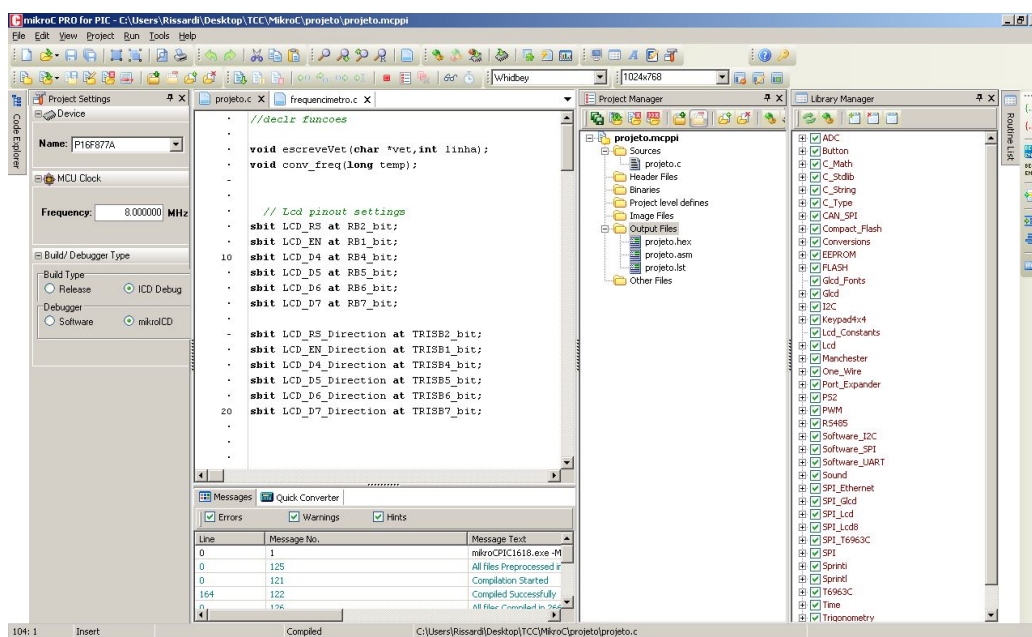 mikroC PRO for PIC - C:\Users\Rissardi\Desktop\TCC\MikroC\projeto\projeto.mcppi
File Edit View Project Run Tools Help
Whidbey
1024x768
Code Explorer
Project Settings
Device
Name: P16F877A
MCU Clock
Frequency: 8.000000 MHz
Build/ Debugger Type
Build Type
Release ICD Debug
Debugger
Software mikroICD
projeto.c frequencimetro.c
//declr funcoes
void escreveVet(char *vet,int linha);
void conv_freq(long temp);
// Lcd pinout settings
sbit LCD_RS at RB2_bit;
sbit LCD_EN at RB1_bit;
10 sbit LCD_D4 at RB4_bit;
sbit LCD_D5 at RB5_bit;
sbit LCD_D6 at RB6_bit;
sbit LCD_D7 at RB7_bit;
sbit LCD_RS_Direction at TRISB2_bit;
sbit LCD_EN_Direction at TRISB1_bit;
sbit LCD_D4_Direction at TRISB4_bit;
sbit LCD_D5_Direction at TRISB5_bit;
sbit LCD_D6_Direction at TRISB6_bit;
20 sbit LCD_D7_Direction at TRISB7_bit;
Messages Quick Converter
Errors Warnings Hints
Line Message No. Message Text
0 1 mikroCPIC1618.exe -M
0 125 All files Preprocessed in
0 121 Compilation Started
164 122 Compiled Successfully
0 126 All files Compiled in 266
Project Manager
projeto.mcppi
Sources
projeto.c
Header Files
Binaries
Project level defines
Image Files
Output Files
projeto.hex
projeto.asm
projeto.lst
Other Files
Library Manager
ADC
Button
C_Math
C_Stdlib
C_String
C_Type
CAN_SPI
Compact_Flash
Conversions
EEPROM
FLASH
Glcd_Fonts
Glcd
I2C
Keypad4x4
Lcd_Constants
Lcd
Manchester
One_Wire
Port_Expander
PS2
PWM
RS485
Software_I2C
Software_SPI
Software_UART
Sound
SPI_Ethernet
SPI_Glcd
SPI_Lcd
SPI_Lcd8
SPI_T6963C
SPI
Sprinti
Sprintl
T6963C
Time
Trigonometry
Routine List
104: 1 Insert Compiled C:\Users\Rissardi\Desktop\TCC\MikroC\projeto\projeto.c